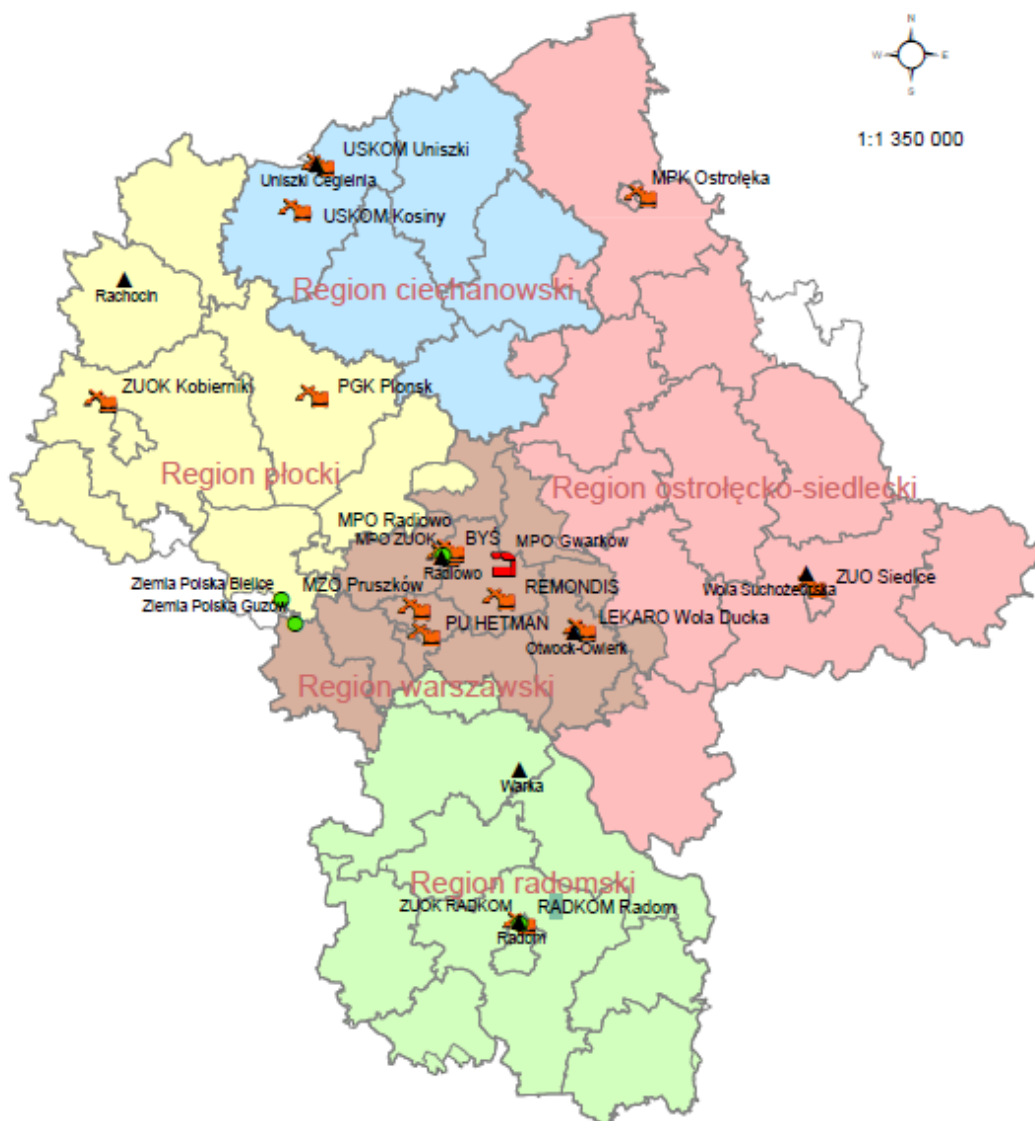 N
W
E
S
1:1 350 000
USKOM Uniszki
Uniszki Cegielnia
MPK Ostrołęka
USKOM Kosiny
Region ciechanowski
Rachocin
ZUOK Kobierniki
PGK Płońsk
Region płocki
Region ostrołęcko-siedlecki
MPO Radiowo
MPO ZUOK
BYŚ
MPO Gwarków
Radiowo
Ziemia Polska Bielice
MZO Pruszków
REMONDIS
Wola Suchożebrska
ZUO Siedlce
Ziemia Polska Guzów
PU HETMAN
LEKARO Wola Ducka
Otwock-Świerk
Region warszawski
Warka
Region radomski
ZUOK RADKOM
RADKOM Radom
Radom